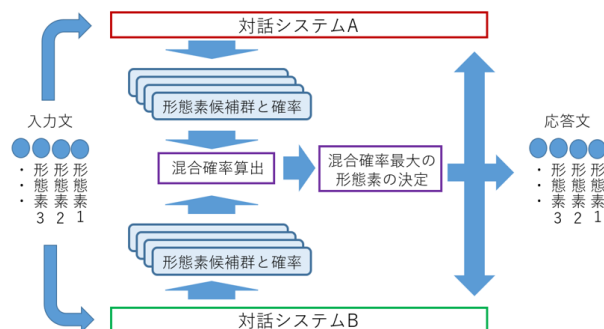 対話システムA
形態素候補群と確率
入力文
形態素1
形態素2
形態素3
・・・
混合確率算出
混合確率最大の
形態素の決定
応答文
形態素1
形態素2
形態素3
・・・
形態素候補群と確率
対話システムB